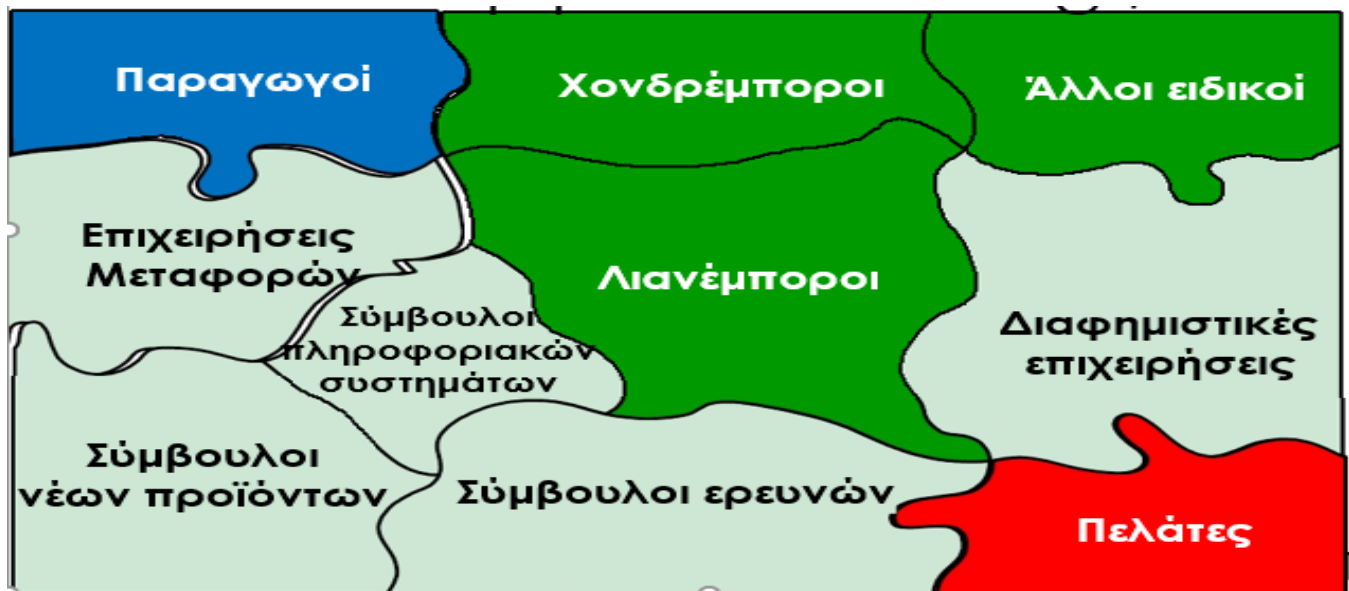 Παραγωγοί
Χονδρέμποροι
Άλλοι ειδικοί
Επιχειρήσεις
Μεταφορών
Λιανέμποροι
Σύμβουλοι
πληροφοριακών
συστημάτων
Διαφημιστικές
επιχειρήσεις
Σύμβουλοι
νέων προϊόντων
Σύμβουλοι ερευνών
Πελάτες